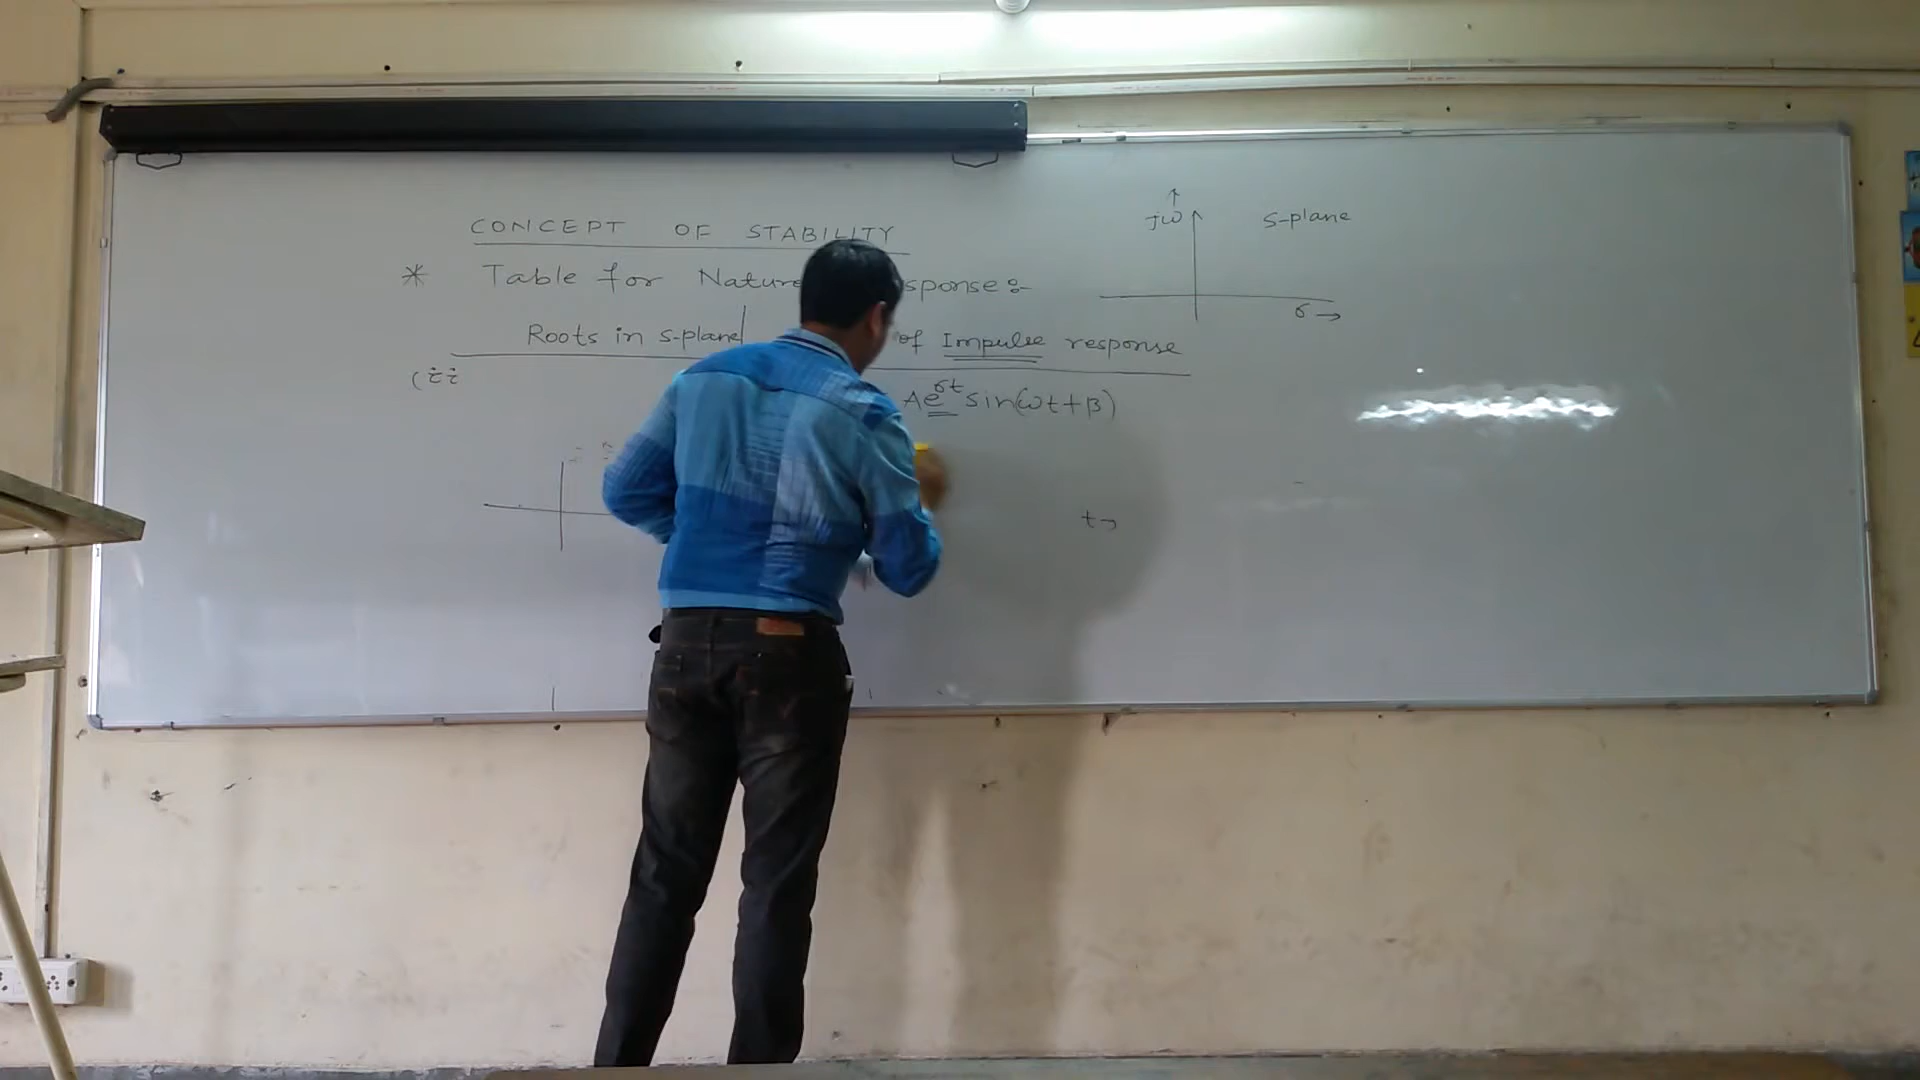 CONCEPT OF STABILITY
* Table for Nature sponse:-
Roots in s-plane of Impulse response
(ii
Ae^σt sin(ωt+β)
t→
jω
s-plane
σ→